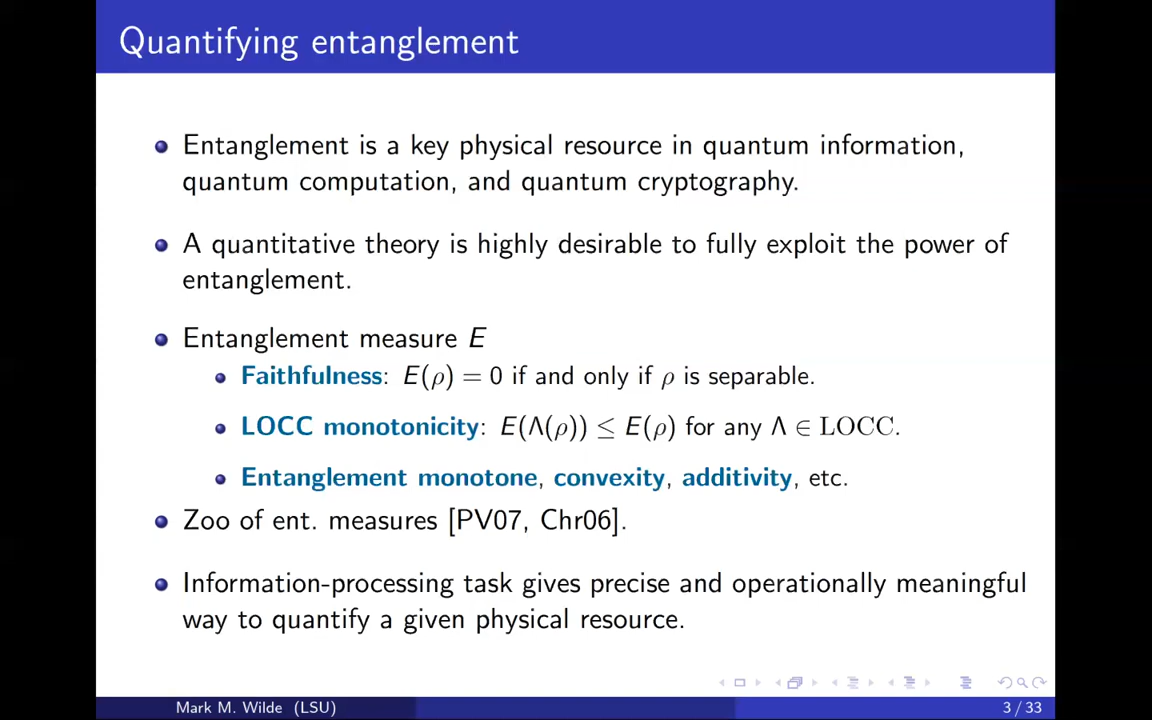 Quantifying entanglement
Entanglement is a key physical resource in quantum information,
quantum computation, and quantum cryptography.
A quantitative theory is highly desirable to fully exploit the power of
entanglement.
Entanglement measure E
Faithfulness: E(ρ) = 0 if and only if ρ is separable.
LOCC monotonicity: E(Λ(ρ)) ≤ E(ρ) for any Λ ∈ LOCC.
Entanglement monotone, convexity, additivity, etc.
Zoo of ent. measures [PV07, Chr06].
Information-processing task gives precise and operationally meaningful
way to quantify a given physical resource.
Mark M. Wilde (LSU)
3 / 33